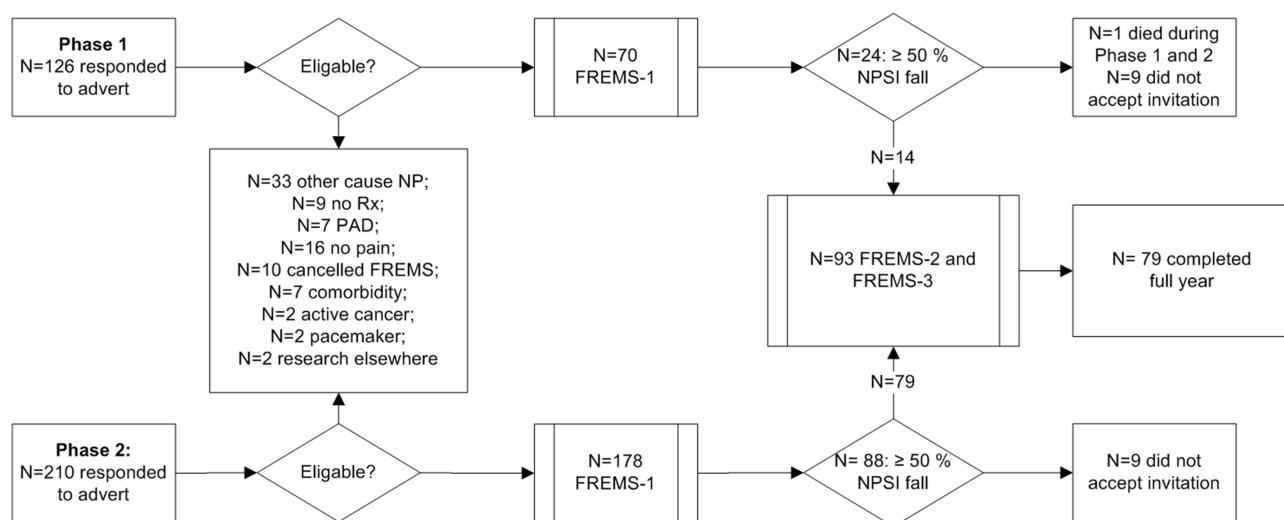 Phase 1
N=126 responded
to advert
Eligable?
N=70
FREMS-1
N=24: ≥ 50 %
NPSI fall
N=1 died during
Phase 1 and 2
N=9 did not
accept invitation
N=14
N=33 other cause NP;
N=9 no Rx;
N=7 PAD;
N=16 no pain;
N=10 cancelled FREMS;
N=7 comorbidity;
N=2 active cancer;
N=2 pacemaker;
N=2 research elsewhere
N=93 FREMS-2 and
FREMS-3
N= 79 completed
full year
N=79
Phase 2:
N=210 responded
to advert
Eligable?
N=178
FREMS-1
N= 88: ≥ 50 %
NPSI fall
N=9 did not
accept invitation